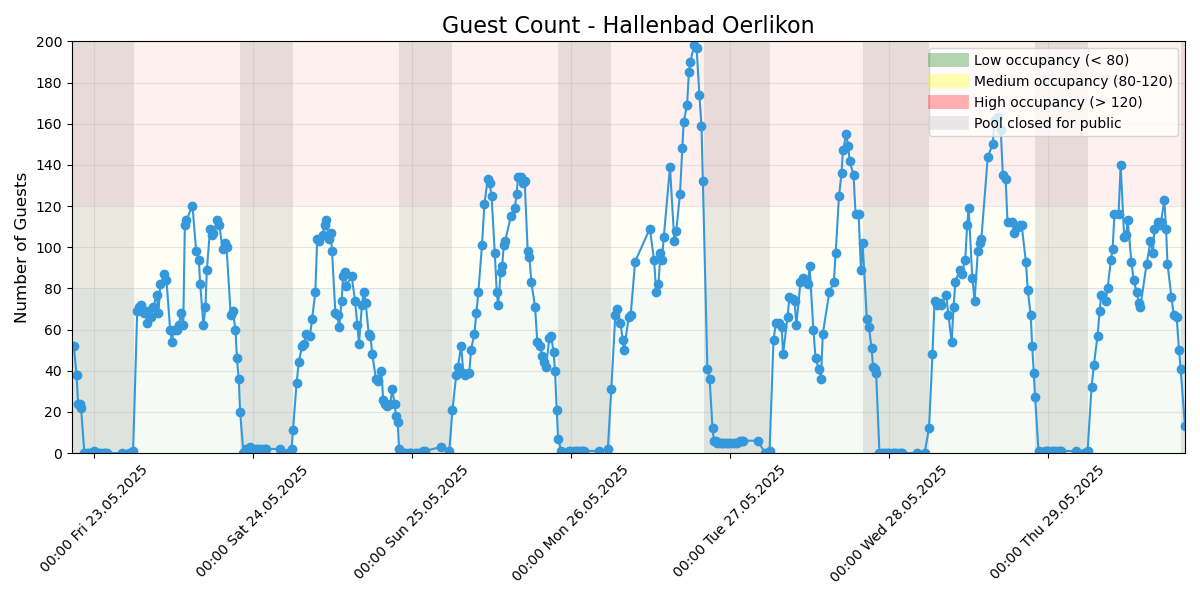 Guest Count - Hallenbad Oerlikon
Number of Guests
200
180
160
140
120
100
80
60
40
20
0
Low occupancy (< 80)
Medium occupancy (80-120)
High occupancy (> 120)
Pool closed for public
00:00 Fri 23.05.2025
00:00 Sat 24.05.2025
00:00 Sun 25.05.2025
00:00 Mon 26.05.2025
00:00 Tue 27.05.2025
00:00 Wed 28.05.2025
00:00 Thu 29.05.2025